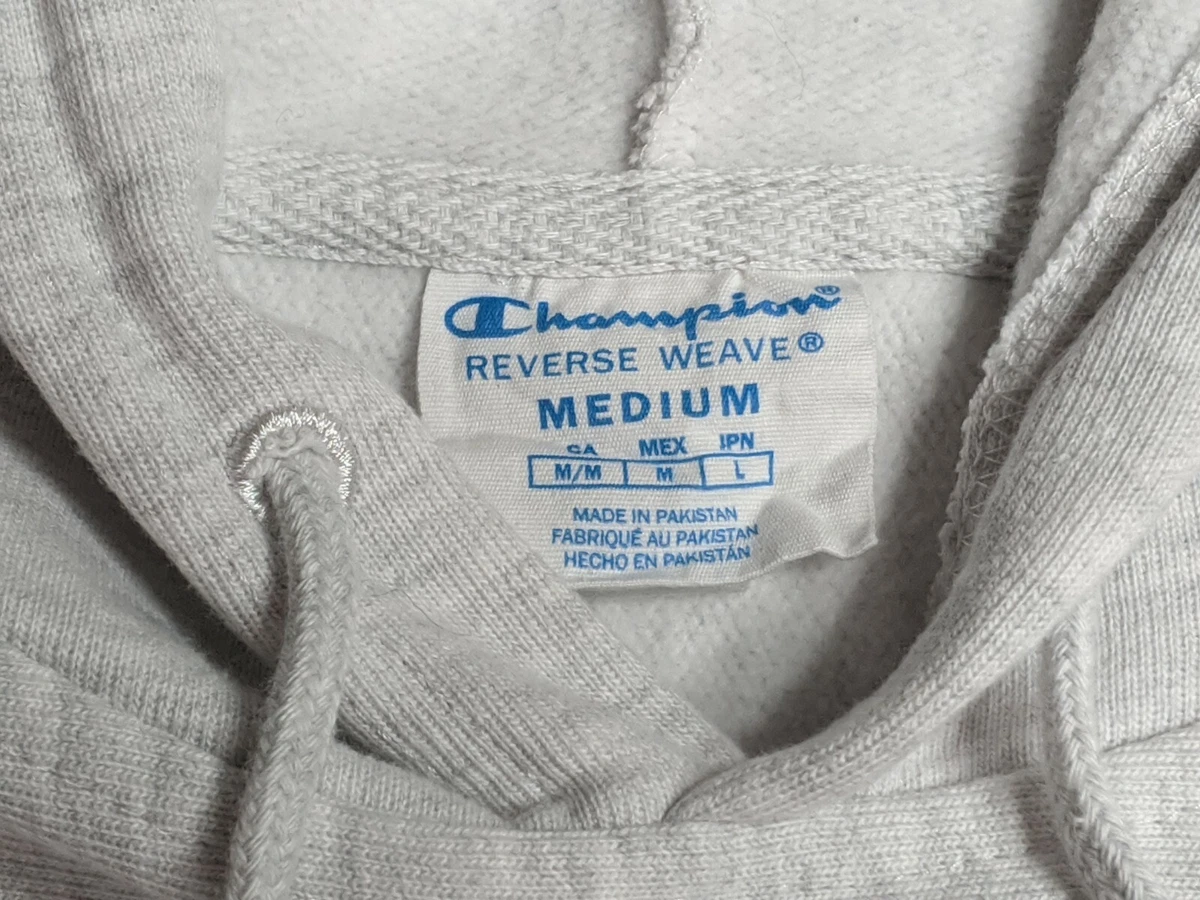 Champion®
REVERSE WEAVE®
MEDIUM
CA MEX JPN
M/M M L
MADE IN PAKISTAN
FABRIQUÉ AU PAKISTAN
HECHO EN PAKISTÁN